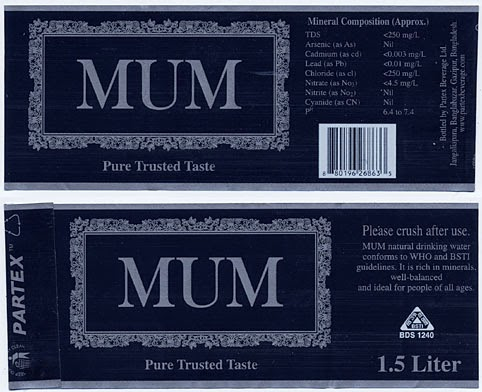 MUM
Pure Trusted Taste
Mineral Composition (Approx.)
TDS <250 mg/L
Arsenic (as As) Nil
Cadmium (as cd) <0.003 mg/L
Lead (as Pb) <0.01 mg/L
Chloride (as cl) <250 mg/L
Nitrate (as No3) <4.5 mg/L
Nitrite (as No2) Nil
Cyanide (as CN) Nil
PH 6.4 to 7.4
8 80196 26863 5
Bottled by Partex Beverage Ltd.
Banglabazar, Gazipur, Bangladesh.
www.partexbeverage.com
PARTEX™
MUM
Pure Trusted Taste
Please crush after use.
MUM natural drinking water
conforms to WHO and BSTI
guidelines. It is rich in minerals,
well-balanced
and ideal for people of all ages.
BSTI
BDS 1240
1.5 Liter